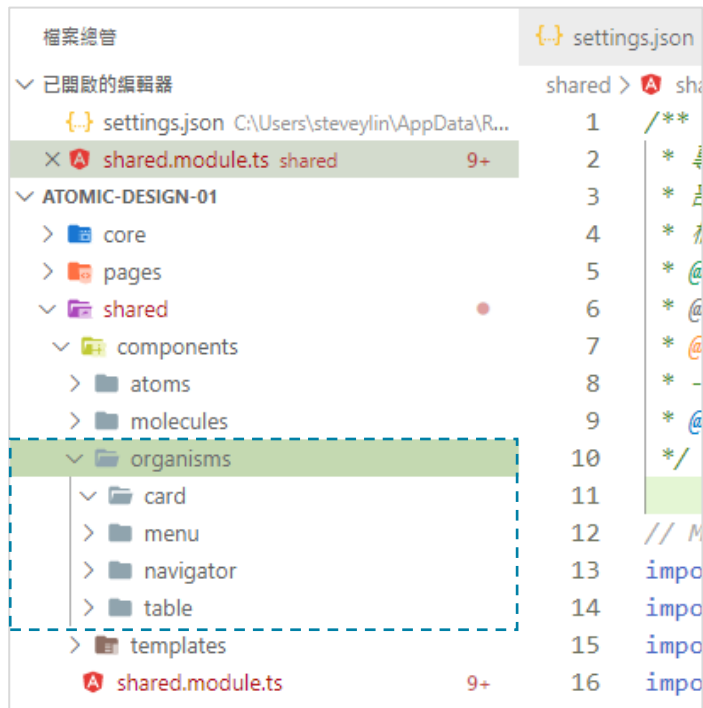 檔案總管
已開啟的編輯器
settings.json C:\Users\steveylin\AppData\R...
shared.module.ts shared 9+
ATOMIC-DESIGN-01
core
pages
shared
components
atoms
molecules
organisms
card
menu
navigator
table
templates
shared.module.ts 9+
settings.json
shared > sha
1 /**
2 *
3 *
4 *
5 * @
6 * @
7 * @
8 * -
9 * @
10 */
11
12 // M
13 impo
14 impo
15 impo
16 impo